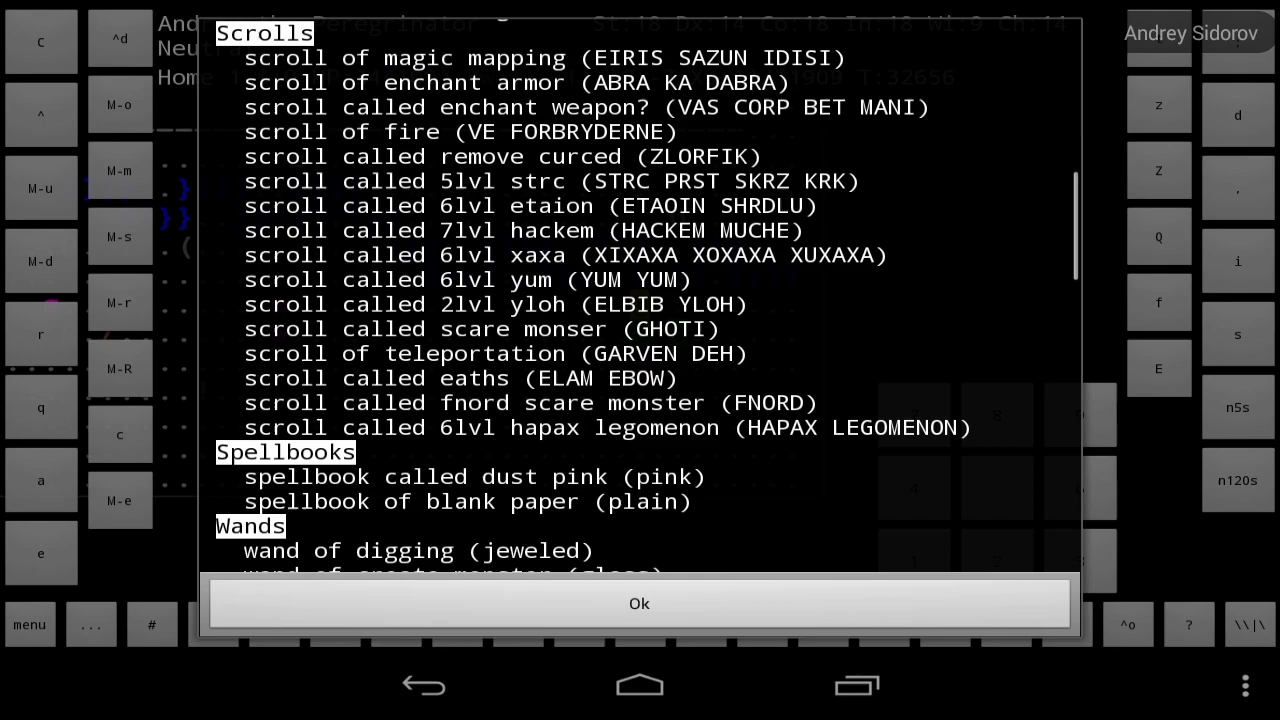 Andrey Sidorov
Scrolls
scroll of magic mapping (EIRIS SAZUN IDISI)
scroll of enchant armor (ABRA KA DABRA)
scroll called enchant weapon? (VAS CORP BET MANI)
scroll of fire (VE FORBRYDERNE)
scroll called remove curced (ZLORFIK)
scroll called 5lvl strc (STRC PRST SKRZ KRK)
scroll called 6lvl etaion (ETAOIN SHRDLU)
scroll called 7lvl hackem (HACKEM MUCHE)
scroll called 6lvl xaxa (XIXAXA XOXAXA XUXAXA)
scroll called 6lvl yum (YUM YUM)
scroll called 2lvl yloh (ELBIB YLOH)
scroll called scare monser (GHOTI)
scroll of teleportation (GARVEN DEH)
scroll called eaths (ELAM EBOW)
scroll called fnord scare monster (FNORD)
scroll called 6lvl hapax legomenon (HAPAX LEGOMENON)
Spellbooks
spellbook called dust pink (pink)
spellbook of blank paper (plain)
Wands
wand of digging (jeweled)
wand of create monster (glass)
Ok
C
^
M-u
M-d
r
q
a
e
^d
M-o
M-m
M-s
M-r
M-R
c
M-e
z
Z
Q
f
E
d
,
i
s
n5s
n120s
menu
...
#
^o
?
\\|\